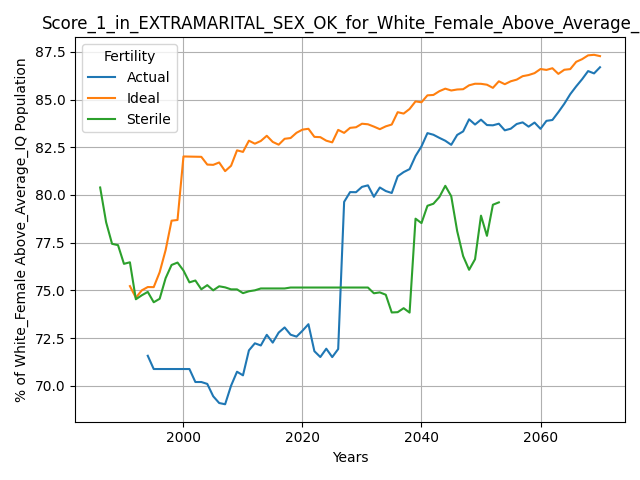 Score_1_in_EXTRAMARITAL_SEX_OK_for_White_Female_Above_Average_
Fertility
Actual
Ideal
Sterile
% of White_Female Above_Average_IQ Population
87.5
85.0
82.5
80.0
77.5
75.0
72.5
70.0
2000 2020 2040 2060
Years